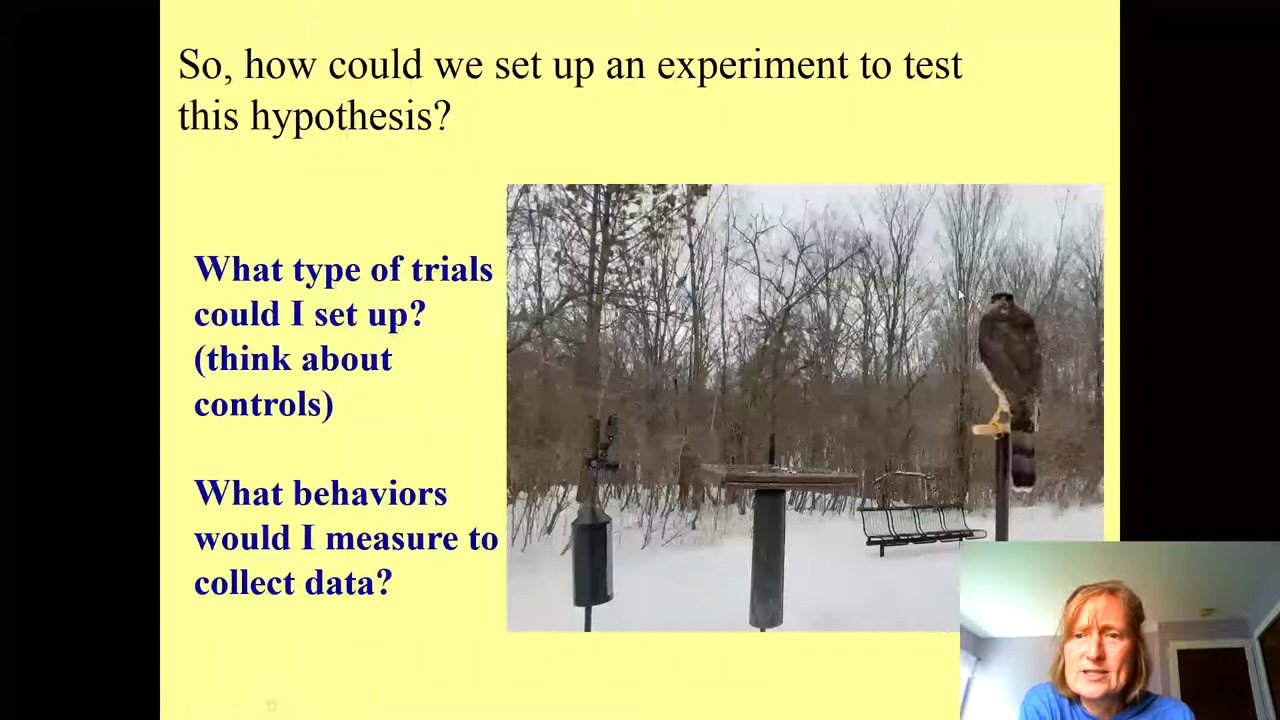 So, how could we set up an experiment to test
this hypothesis?
What type of trials
could I set up?
(think about
controls)
What behaviors
would I measure to
collect data?